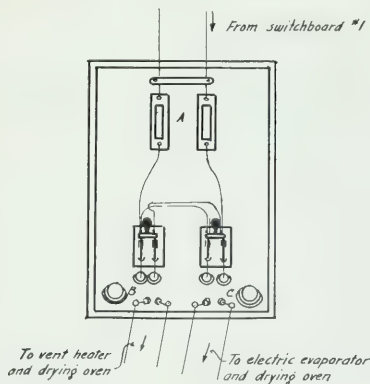 From switchboard #1
A
B
C
To vent heater
and drying oven
To electric evaporator
and drying oven